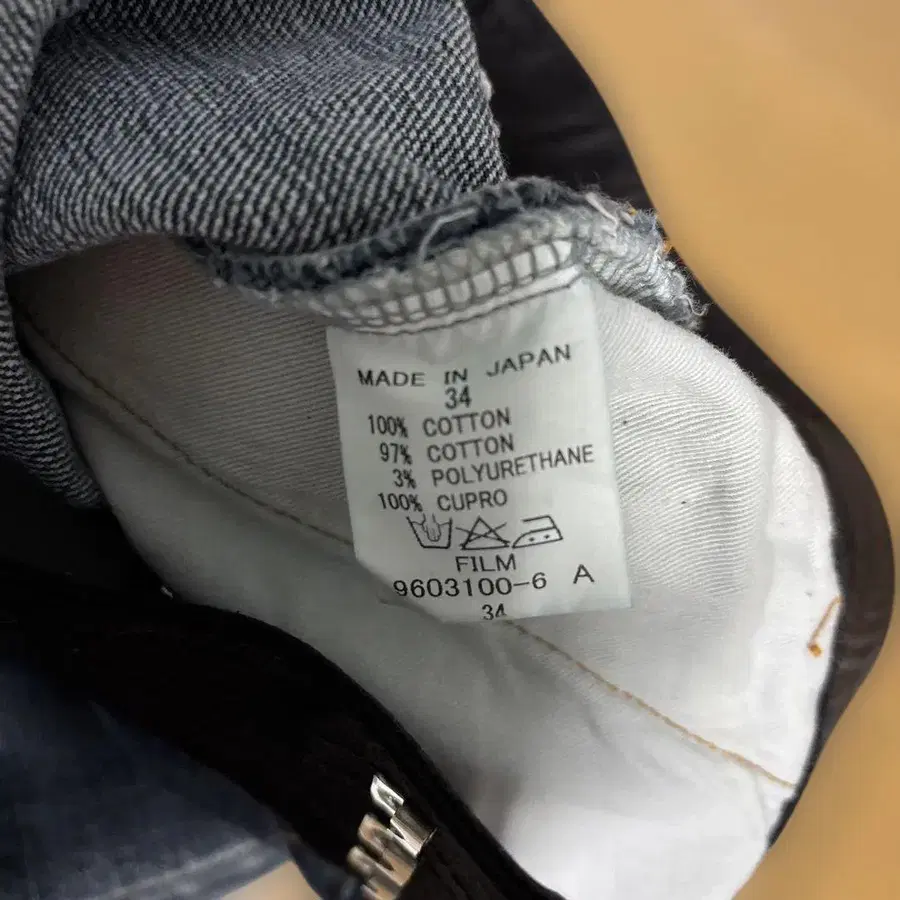 MADE IN JAPAN
34
100% COTTON
97% COTTON
3% POLYURETHANE
100% CUPRO
FILM
9603100-6 A
34